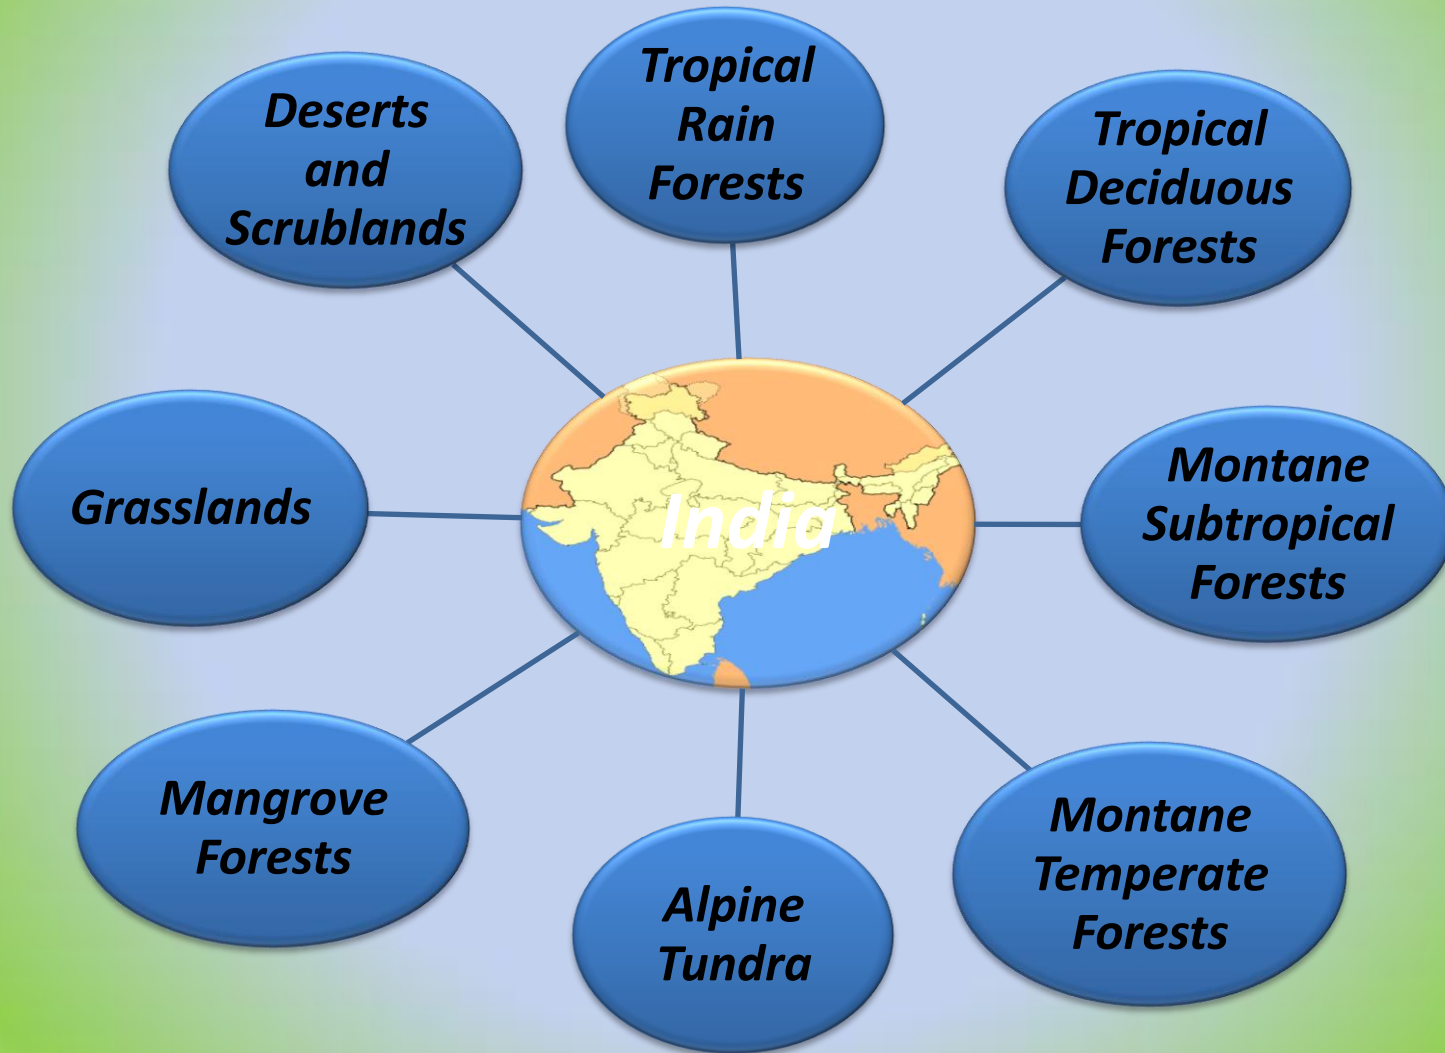 Tropical
Rain
Forests
Deserts
and
Scrublands
Tropical
Deciduous
Forests
Grasslands
India
Montane
Subtropical
Forests
Mangrove
Forests
Alpine
Tundra
Montane
Temperate
Forests